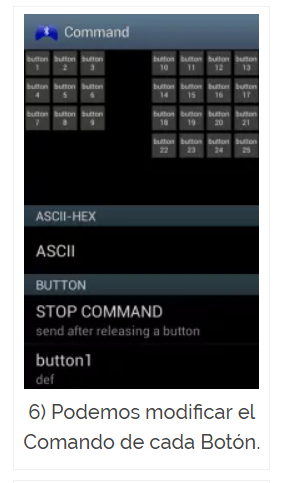 Command
button 1 button 2 button 3 button 10 button 11 button 12 button 13
button 4 button 5 button 6 button 14 button 15 button 16 button 17
button 7 button 8 button 9 button 18 button 19 button 20 button 21
button 22 button 23 button 24 button 25
ASCII-HEX
ASCII
BUTTON
STOP COMMAND
send after releasing a button
button1
def
6) Podemos modificar el
Comando de cada Botón.